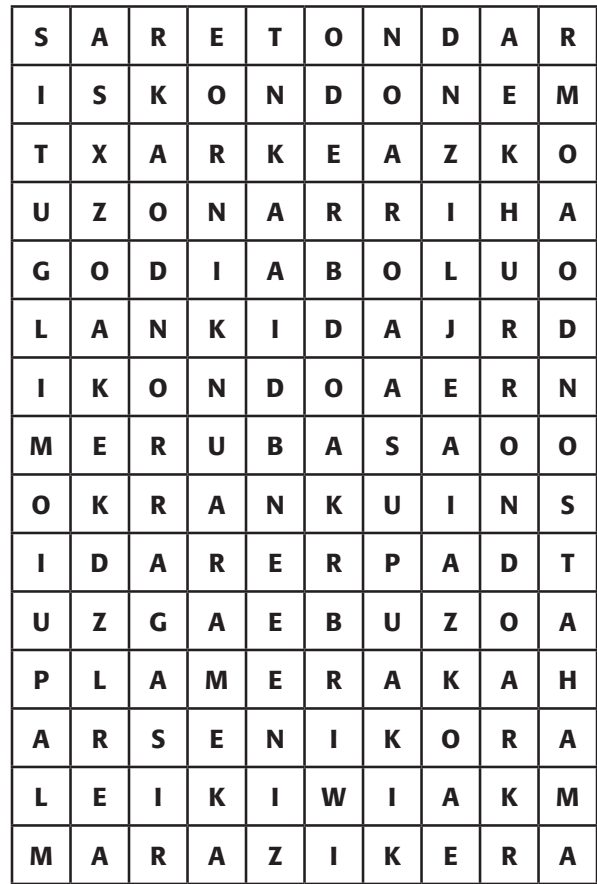 S A R E T O N D A R
I S K O N D O N E M
T X A R K E A Z K O
U Z O N A R R I H A
G O D I A B O L U O
L A N K I D A J R D
I K O N D O A E R N
M E R U B A S A O O
O K R A N K U I N S
I D A R E R P A D T
U Z G A E B U Z O A
P L A M E R A K A H
A R S E N I K O R A
L E I K I W I A K M
M A R A Z I K E R A